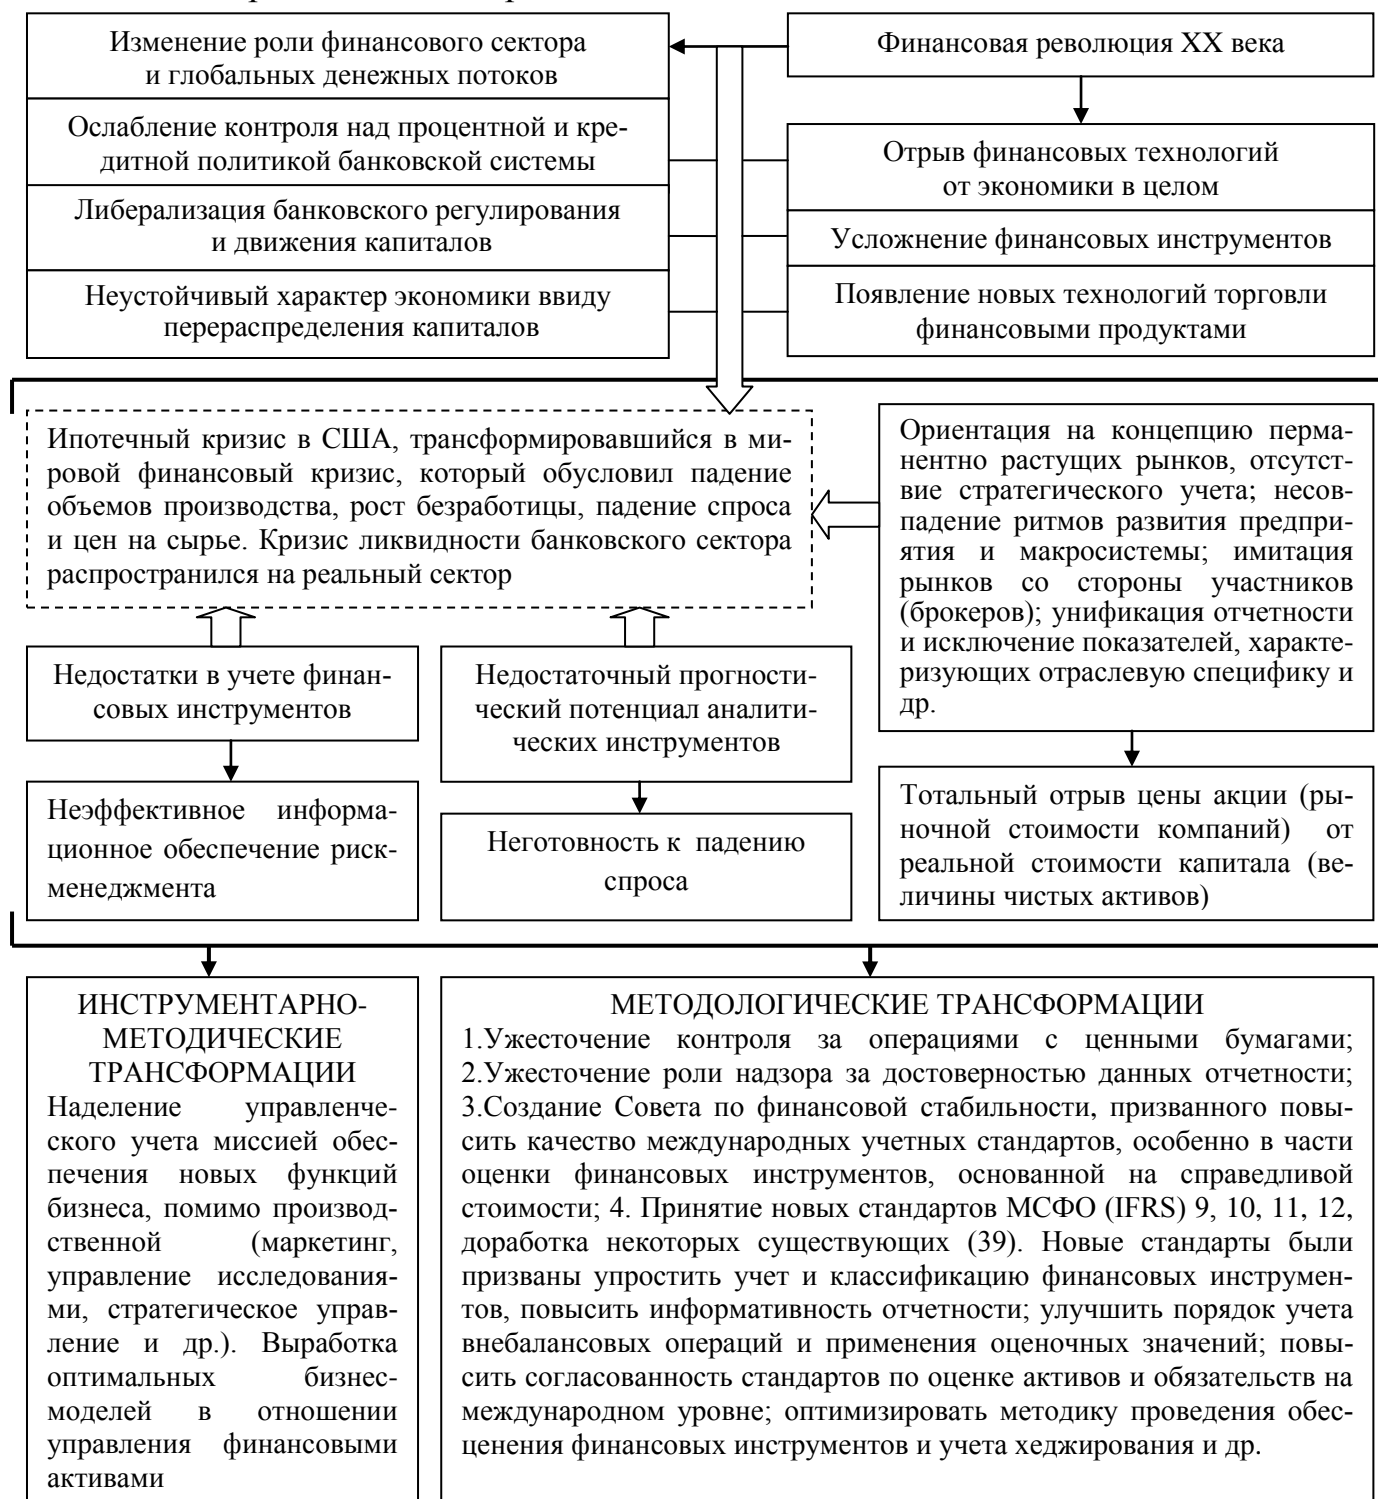 Изменение роли финансового сектора
и глобальных денежных потоков
Финансовая революция XX века
Ослабление контроля над процентной и кре-
дитной политикой банковской системы
Либерализация банковского регулирования
и движения капиталов
Неустойчивый характер экономики ввиду
перераспределения капиталов
Отрыв финансовых технологий
от экономики в целом
Усложнение финансовых инструментов
Появление новых технологий торговли
финансовыми продуктами
Ипотечный кризис в США, трансформировавшийся в ми-
ровой финансовый кризис, который обусловил падение
объемов производства, рост безработицы, падение спроса
и цен на сырье. Кризис ликвидности банковского сектора
распространился на реальный сектор
Ориентация на концепцию перма-
нентно растущих рынков, отсутст-
вие стратегического учета; несов-
падение ритмов развития предпри-
ятия и макросистемы; имитация
рынков со стороны участников
(брокеров); унификация отчетности
и исключение показателей, характе-
ризующих отраслевую специфику и
др.
Недостатки в учете финан-
совых инструментов
Недостаточный прогности-
ческий потенциал аналити-
ческих инструментов
Неэффективное информа-
ционное обеспечение риск-
менеджмента
Неготовность к падению
спроса
Тотальный отрыв цены акции (ры-
ночной стоимости компаний) от
реальной стоимости капитала (ве-
личины чистых активов)
ИНСТРУМЕНТАРНО-
МЕТОДИЧЕСКИЕ
ТРАНСФОРМАЦИИ
Наделение управленче-
ского учета миссией обес-
печения новых функций
бизнеса, помимо производ-
ственной (маркетинг,
управление исследования-
ми, стратегическое управ-
ление и др.). Выработка
оптимальных бизнес-
моделей в отношении
управления финансовыми
активами
МЕТОДОЛОГИЧЕСКИЕ ТРАНСФОРМАЦИИ
1.Ужесточение контроля за операциями с ценными бумагами;
2.Ужесточение роли надзора за достоверностью данных отчетности;
3.Создание Совета по финансовой стабильности, призванного повы-
сить качество международных учетных стандартов, особенно в части
оценки финансовых инструментов, основанной на справедливой
стоимости; 4. Принятие новых стандартов МСФО (IFRS) 9, 10, 11, 12,
доработка некоторых существующих (39). Новые стандарты были
призваны упростить учет и классификацию финансовых инструмен-
тов, повысить информативность отчетности; улучшить порядок учета
внебалансовых операций и применения оценочных значений; повы-
сить согласованность стандартов по оценке активов и обязательств на
международном уровне; оптимизировать методику проведения обес-
ценения финансовых инструментов и учета хеджирования и др.